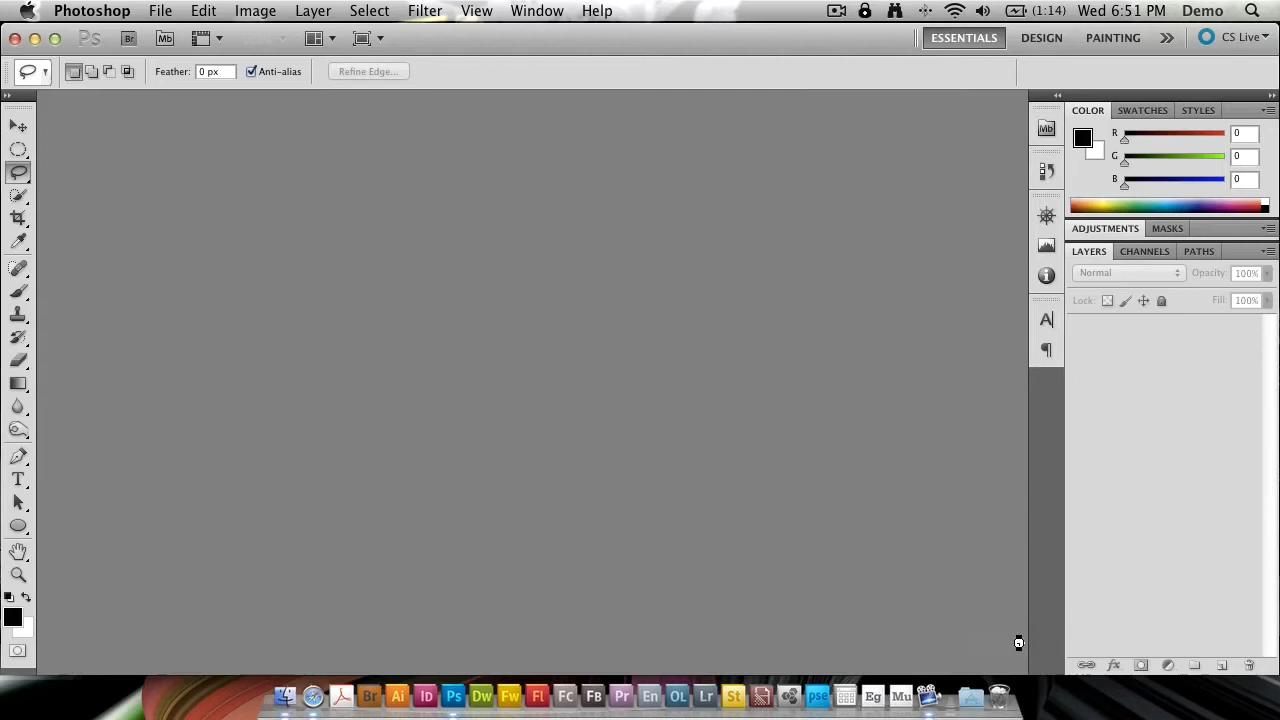 Photoshop File Edit Image Layer Select Filter View Window Help (1:14) Wed 6:51 PM Demo
Ps Br Mb ESSENTIALS DESIGN PAINTING CS Live
Feather: 0 px Anti-alias Refine Edge...
COLOR SWATCHES STYLES
Mb
R 0
G 0
B 0
ADJUSTMENTS MASKS
LAYERS CHANNELS PATHS
Normal Opacity: 100%
Lock: Fill: 100%
A
T
fx
Br Ai Id Ps Dw Fw Fl Fc FB Pr En OL Lr St pse Eg Mu